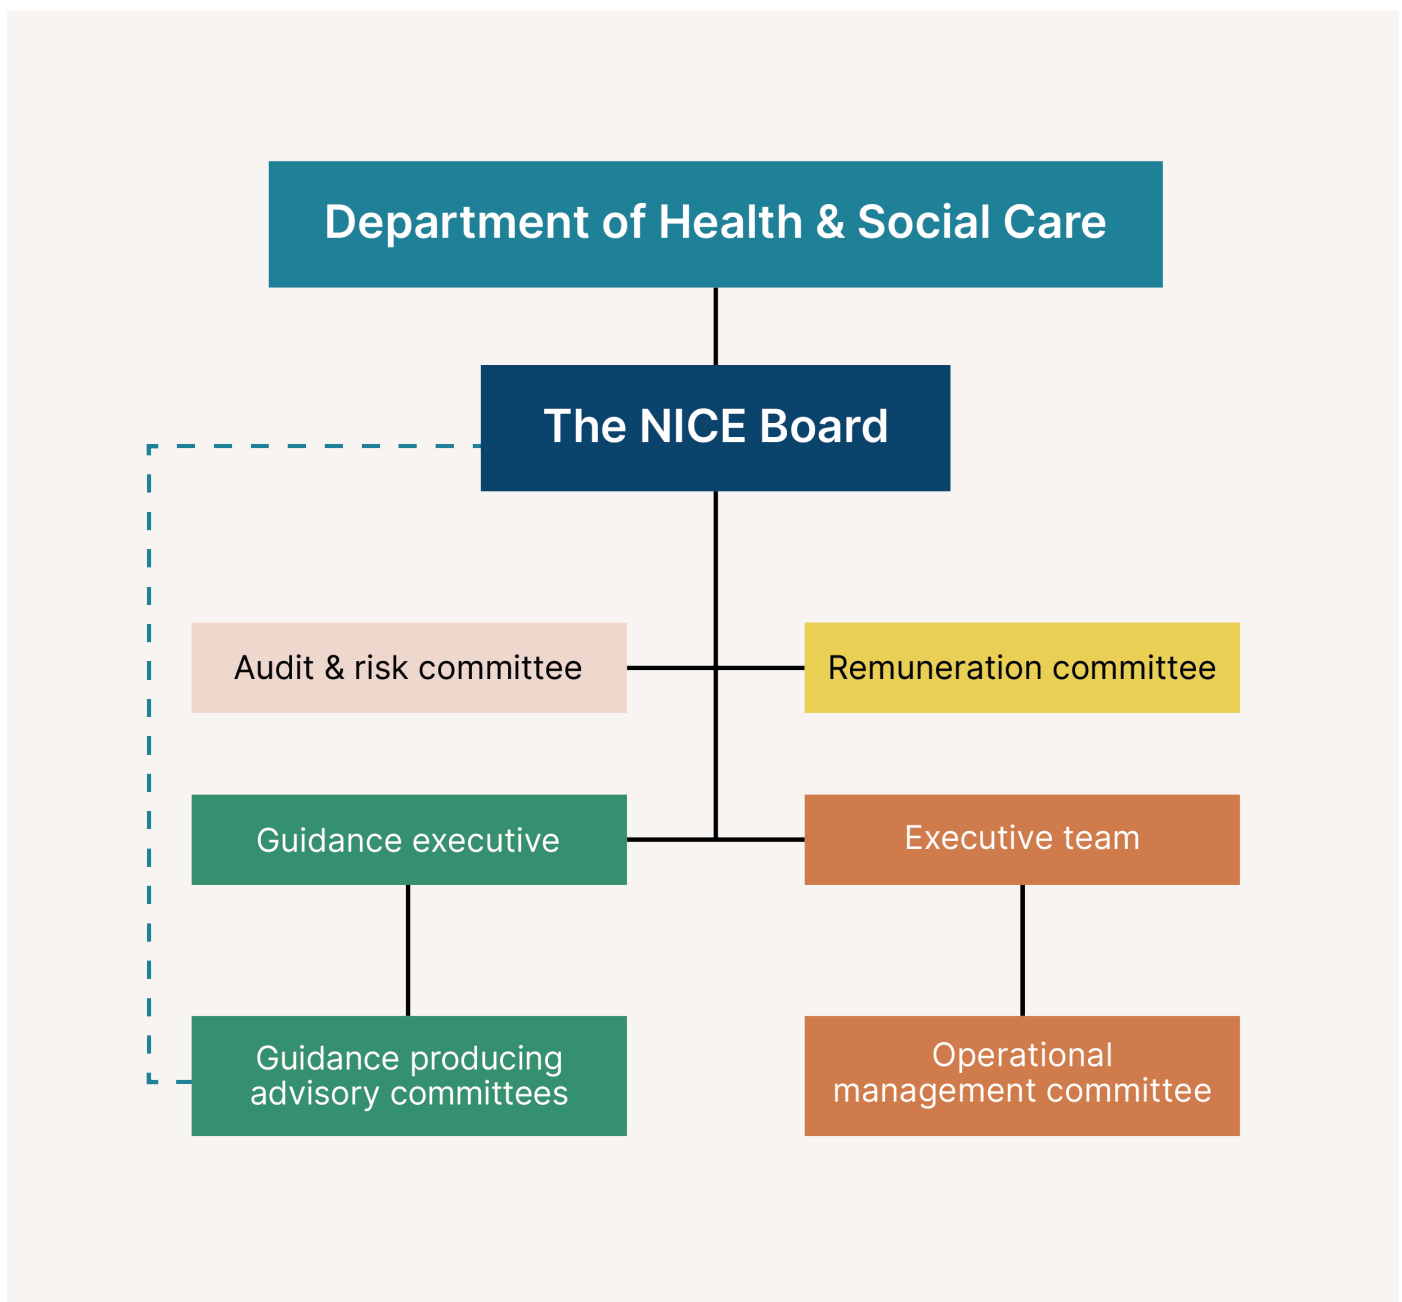 Department of Health & Social Care
The NICE Board
Audit & risk committee
Remuneration committee
Guidance executive
Executive team
Guidance producing
advisory committees
Operational
management committee